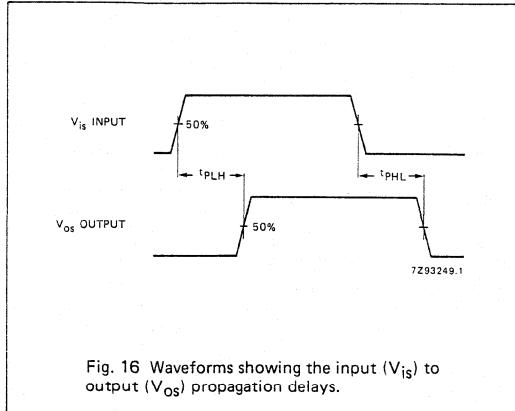 V_is INPUT
50%
t_PLH
t_PHL
V_os OUTPUT
50%
7Z93249.1
Fig. 16 Waveforms showing the input (V_is) to
output (V_os) propagation delays.